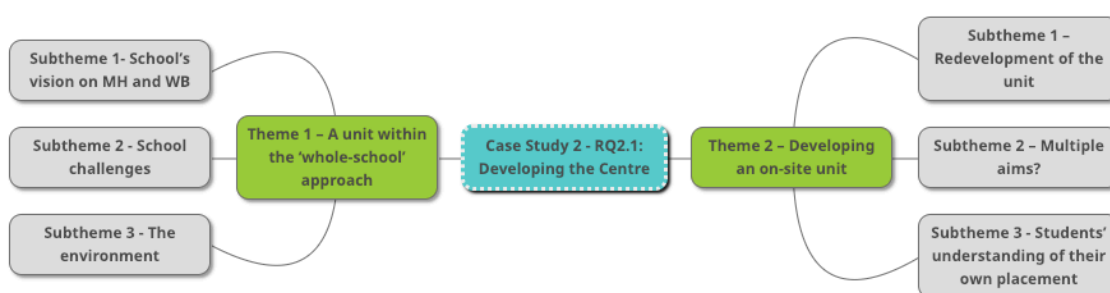 Subtheme 1- School's
vision on MH and WB
Subtheme 2 - School
challenges
Subtheme 3 - The
environment
Theme 1 – A unit within
the ‘whole-school’
approach
Case Study 2 - RQ2.1:
Developing the Centre
Theme 2 – Developing
an on-site unit
Subtheme 1 –
Redevelopment of the
unit
Subtheme 2 – Multiple
aims?
Subtheme 3 - Students’
understanding of their
own placement